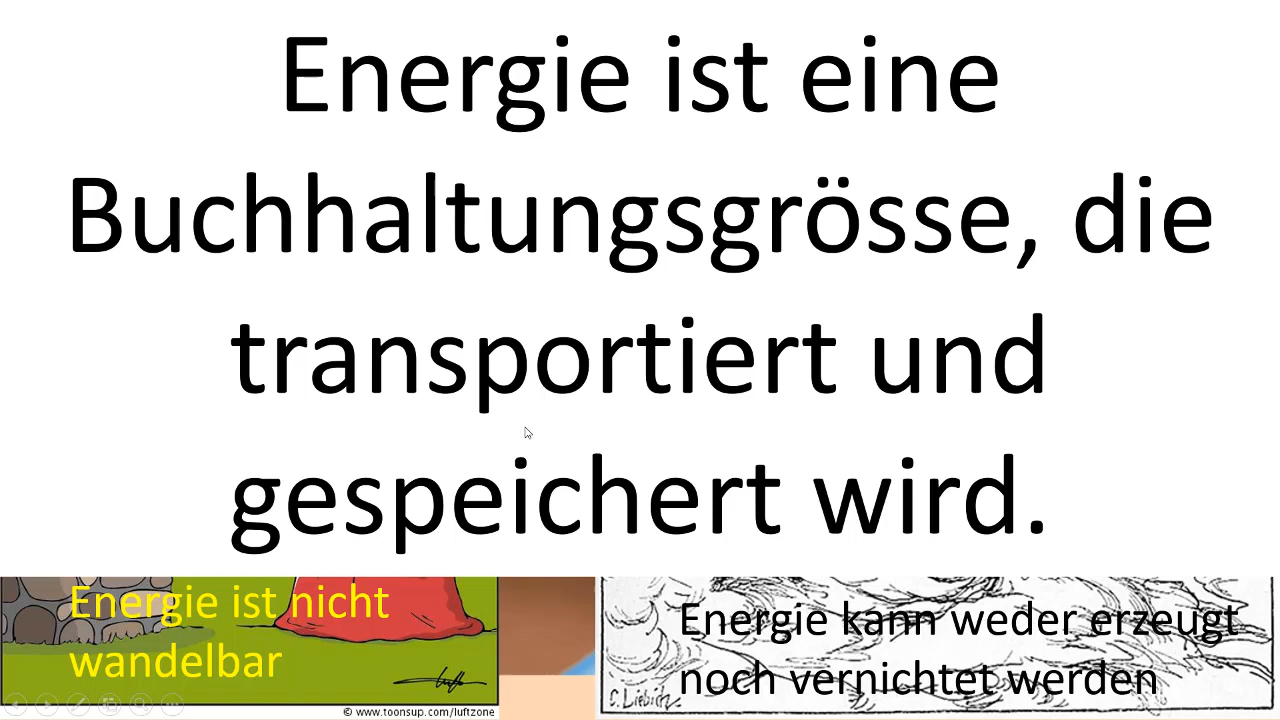 Energie ist eine
Buchhaltungsgrösse, die
transportiert und
gespeichert wird.
Energie ist nicht
wandelbar
Energie kann weder erzeugt
noch vernichtet werden
C. Liebich
© www.toonsup.com/luftzone